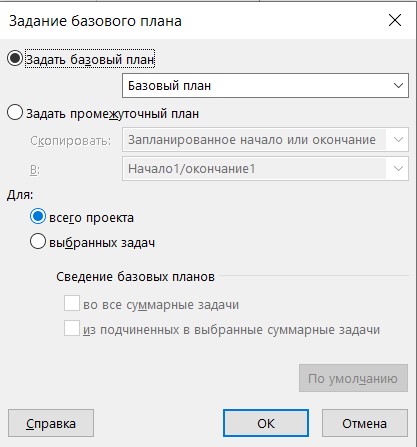 Задание базового плана
Задать базовый план
Базовый план
Задать промежуточный план
Скопировать: Запланированное начало или окончание
В: Начало1/окончание1
Для:
всего проекта
выбранных задач
Сведение базовых планов
во все суммарные задачи
из подчиненных в выбранные суммарные задачи
По умолчанию
Справка ОК Отмена